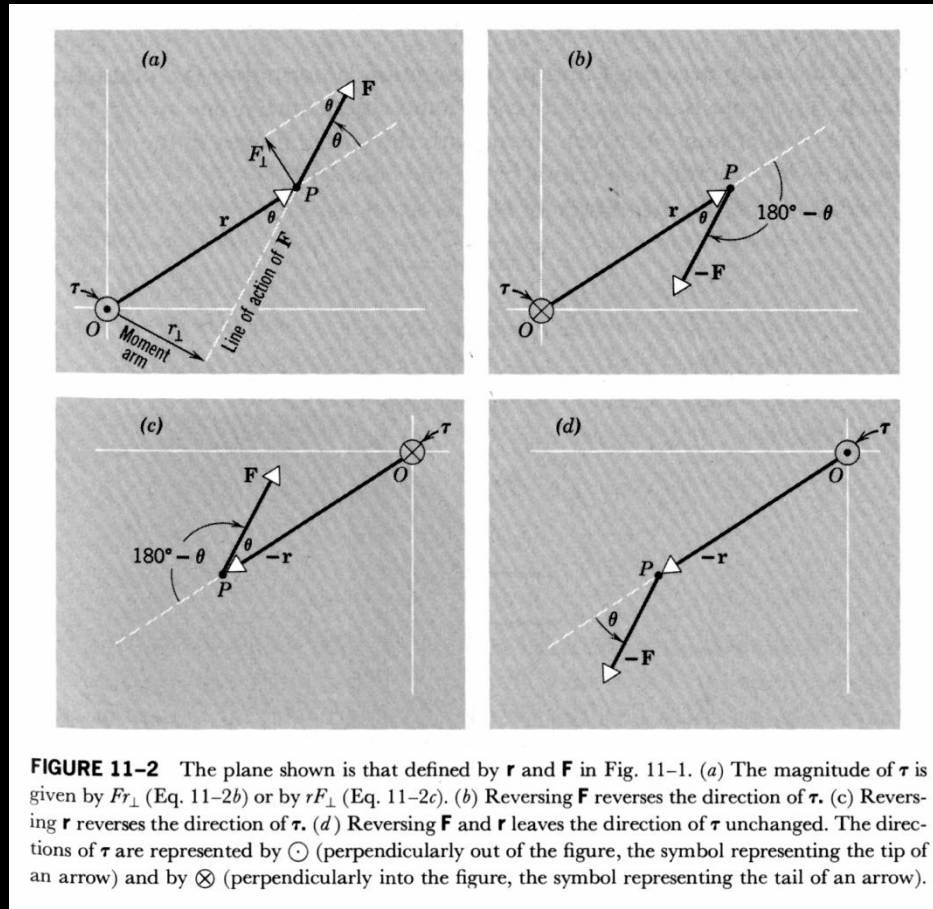 (a)
F
θ
θ
F⊥
P
r
θ
Line of action of F
τ
O
r⊥
Moment
arm
(b)
P
r
θ
180° − θ
−F
τ
O
(c)
τ
F
O
180° − θ
θ
−r
P
(d)
τ
O
−r
P
θ
−F
FIGURE 11–2 The plane shown is that defined by r and F in Fig. 11–1. (a) The magnitude of τ is
given by Fr⊥ (Eq. 11–2b) or by rF⊥ (Eq. 11–2c). (b) Reversing F reverses the direction of τ. (c) Revers-
ing r reverses the direction of τ. (d) Reversing F and r leaves the direction of τ unchanged. The direc-
tions of τ are represented by ⊙ (perpendicularly out of the figure, the symbol representing the tip of
an arrow) and by ⊗ (perpendicularly into the figure, the symbol representing the tail of an arrow).